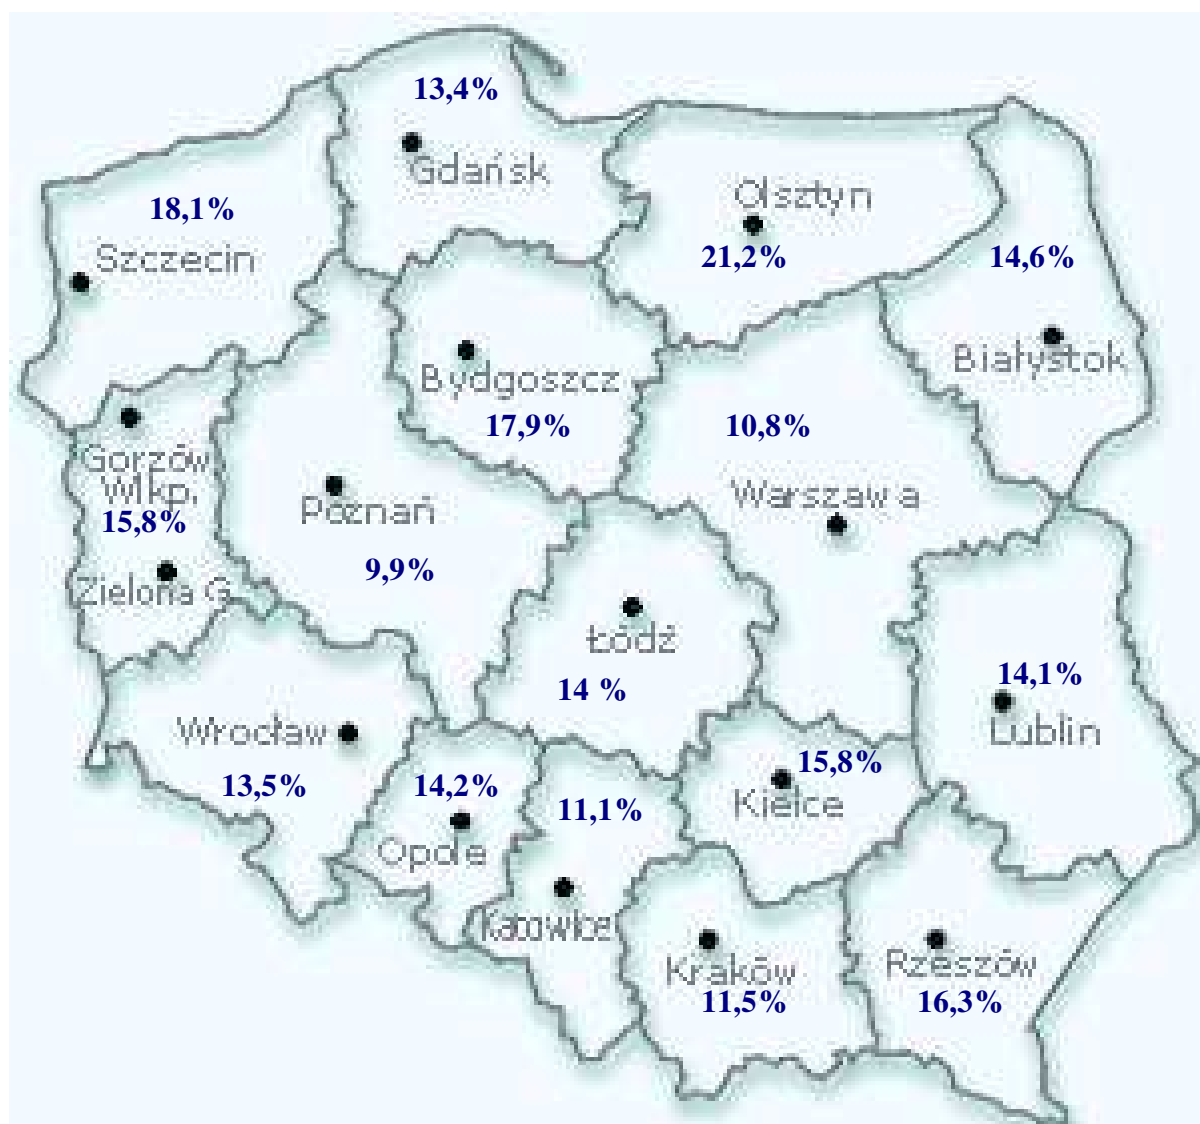 13,4%
Gdańsk
18,1%
Szczecin
Olsztyn
21,2%
14,6%
Białystok
Bydgoszcz
17,9%
10,8%
Warszawa
Gorzów
Wlkp.
15,8%
Zielona G.
Poznań
9,9%
Łódź
14 %
14,1%
Lublin
Wrocław
13,5%
14,2%
Opole
11,1%
Katowice
15,8%
Kielce
Kraków
11,5%
Rzeszów
16,3%